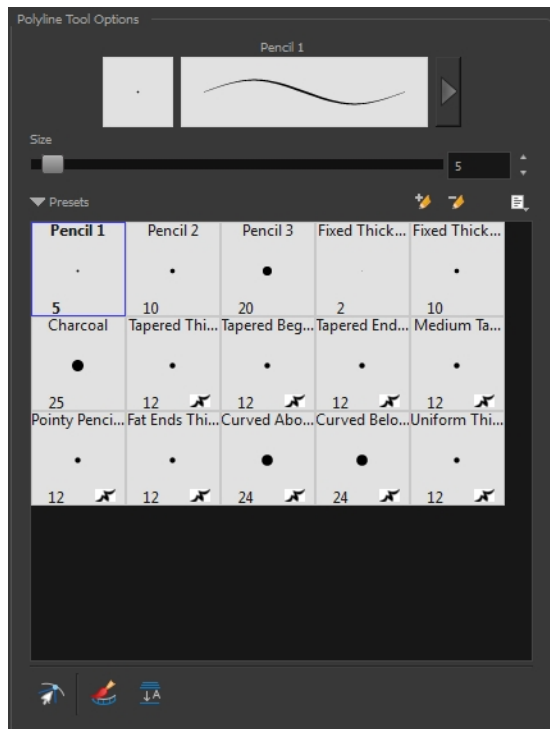 Polyline Tool Options
Pencil 1
Size
5
Presets
Pencil 1 Pencil 2 Pencil 3 Fixed Thick... Fixed Thick...
5 10 20 2 10
Charcoal Tapered Thi... Tapered Beg... Tapered End... Medium Ta...
25 12 12 12 12
Pointy Penci... Fat Ends Thi... Curved Abo... Curved Belo... Uniform Thi...
12 12 24 24 12
A